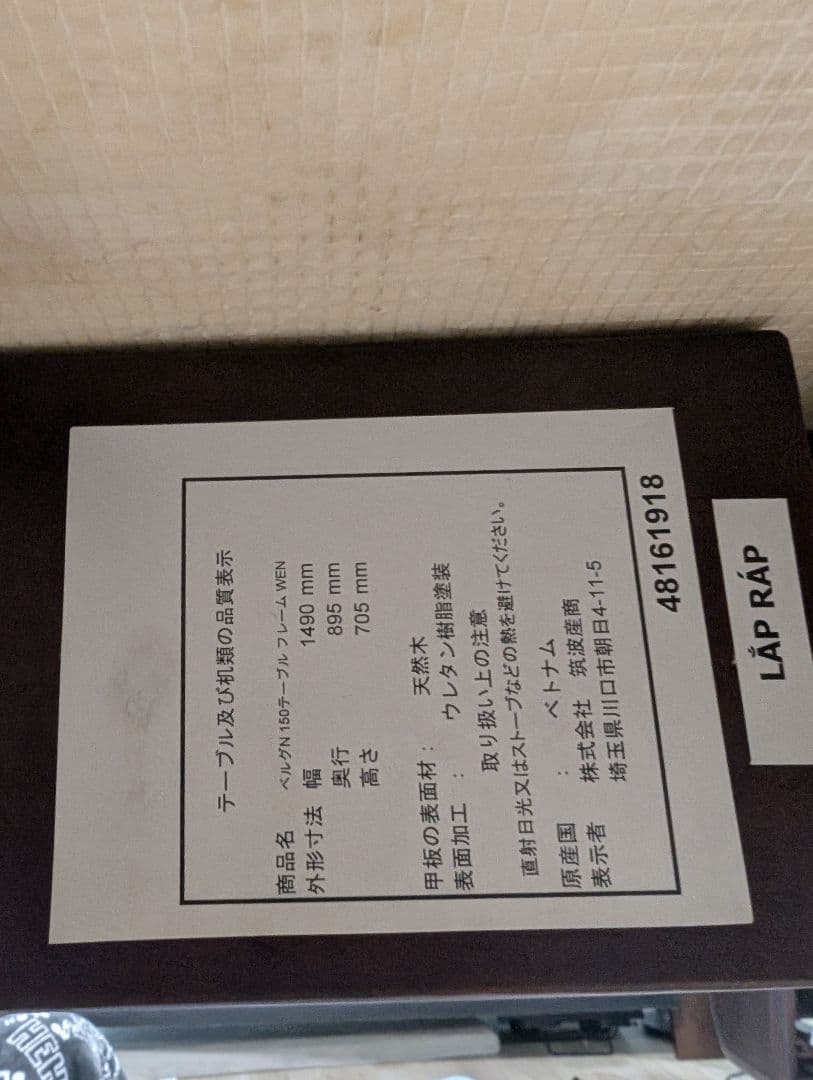 テーブル及び机類の品質表示
商品名 ベルグN 150テーブル フレーム WEN
外形寸法 幅 1490 mm
奥行 895 mm
高さ 705 mm
甲板の表面材： 天然木
表面加工 ： ウレタン樹脂塗装
取り扱い上の注意
直射日光又はストーブなどの熱を避けてください。
原産国 ： ベトナム
表示者 株式会社 筑波産商
埼玉県川口市朝日4-11-5
48161918
LẮP RÁP
HEH